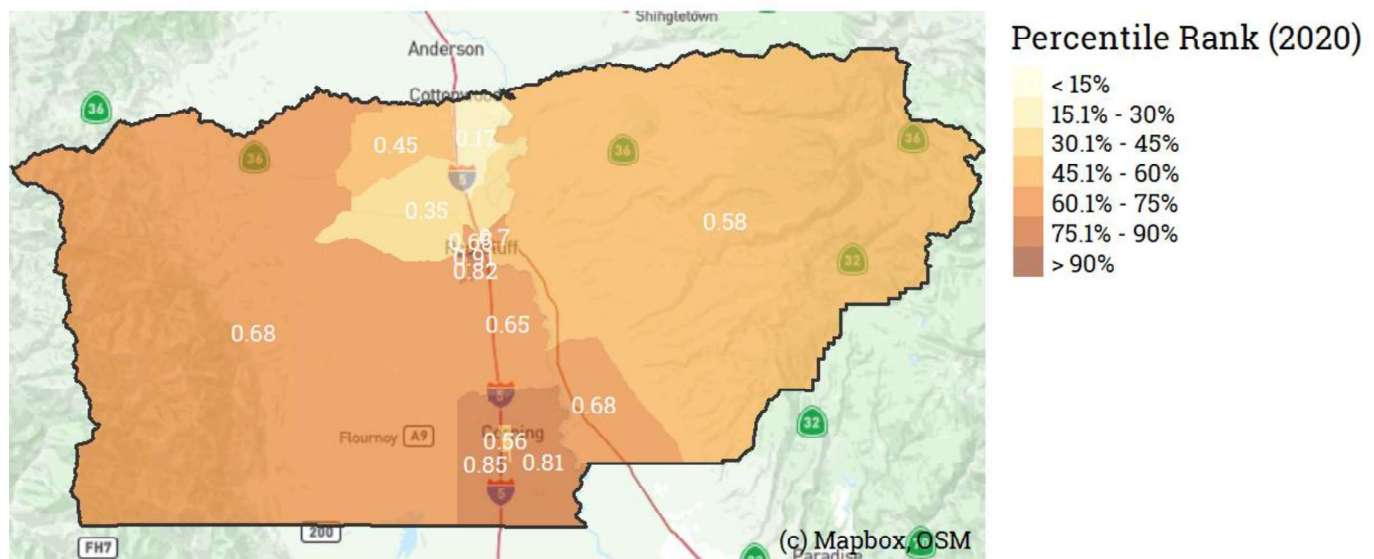 Shingletown
Percentile Rank (2020)
Anderson
Cottonwood
< 15%
15.1% - 30%
30.1% - 45%
45.1% - 60%
60.1% - 75%
75.1% - 90%
> 90%
36
36
36
36
0.17
0.45
5
0.35
0.58
0.7
0.91
0.82
32
0.65
0.68
5
0.68
32
Flournoy
A9
0.56
0.85
0.81
5
200
FH7
(c) Mapbox, OSM
Paradise